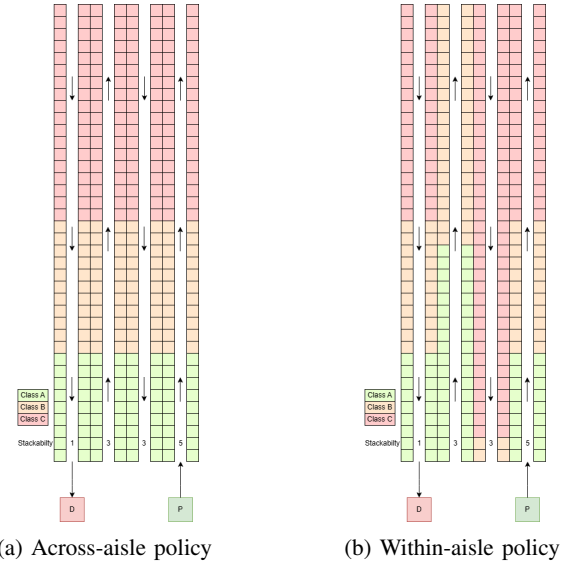 Class A
Class B
Class C
Stackabilty 1 3 3 5
D P
Class A
Class B
Class C
Stackabilty 1 3 3 5
D P
(a) Across-aisle policy
(b) Within-aisle policy